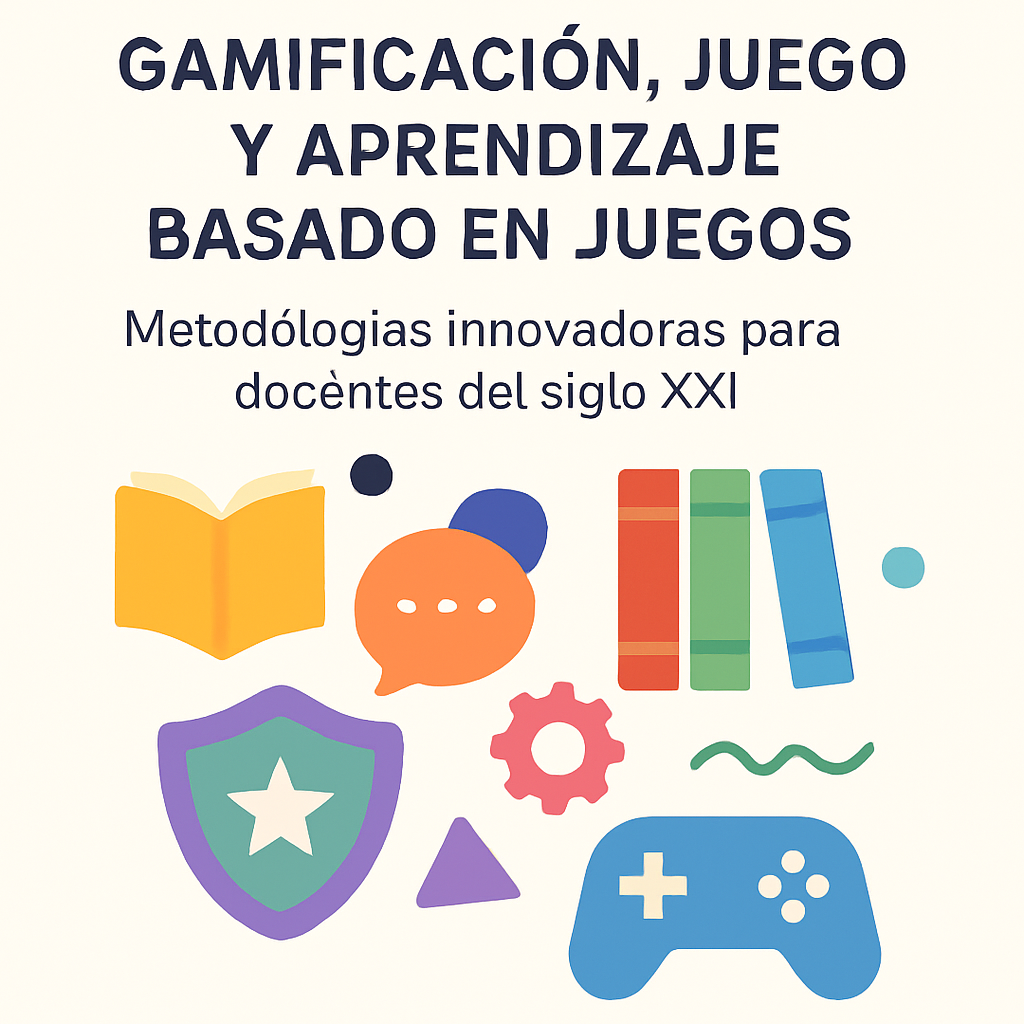 GAMIFICACIÓN, JUEGO
Y APRENDIZAJE
BASADO EN JUEGOS
Metodólogias innovadoras para
docèntes del siglo XXI